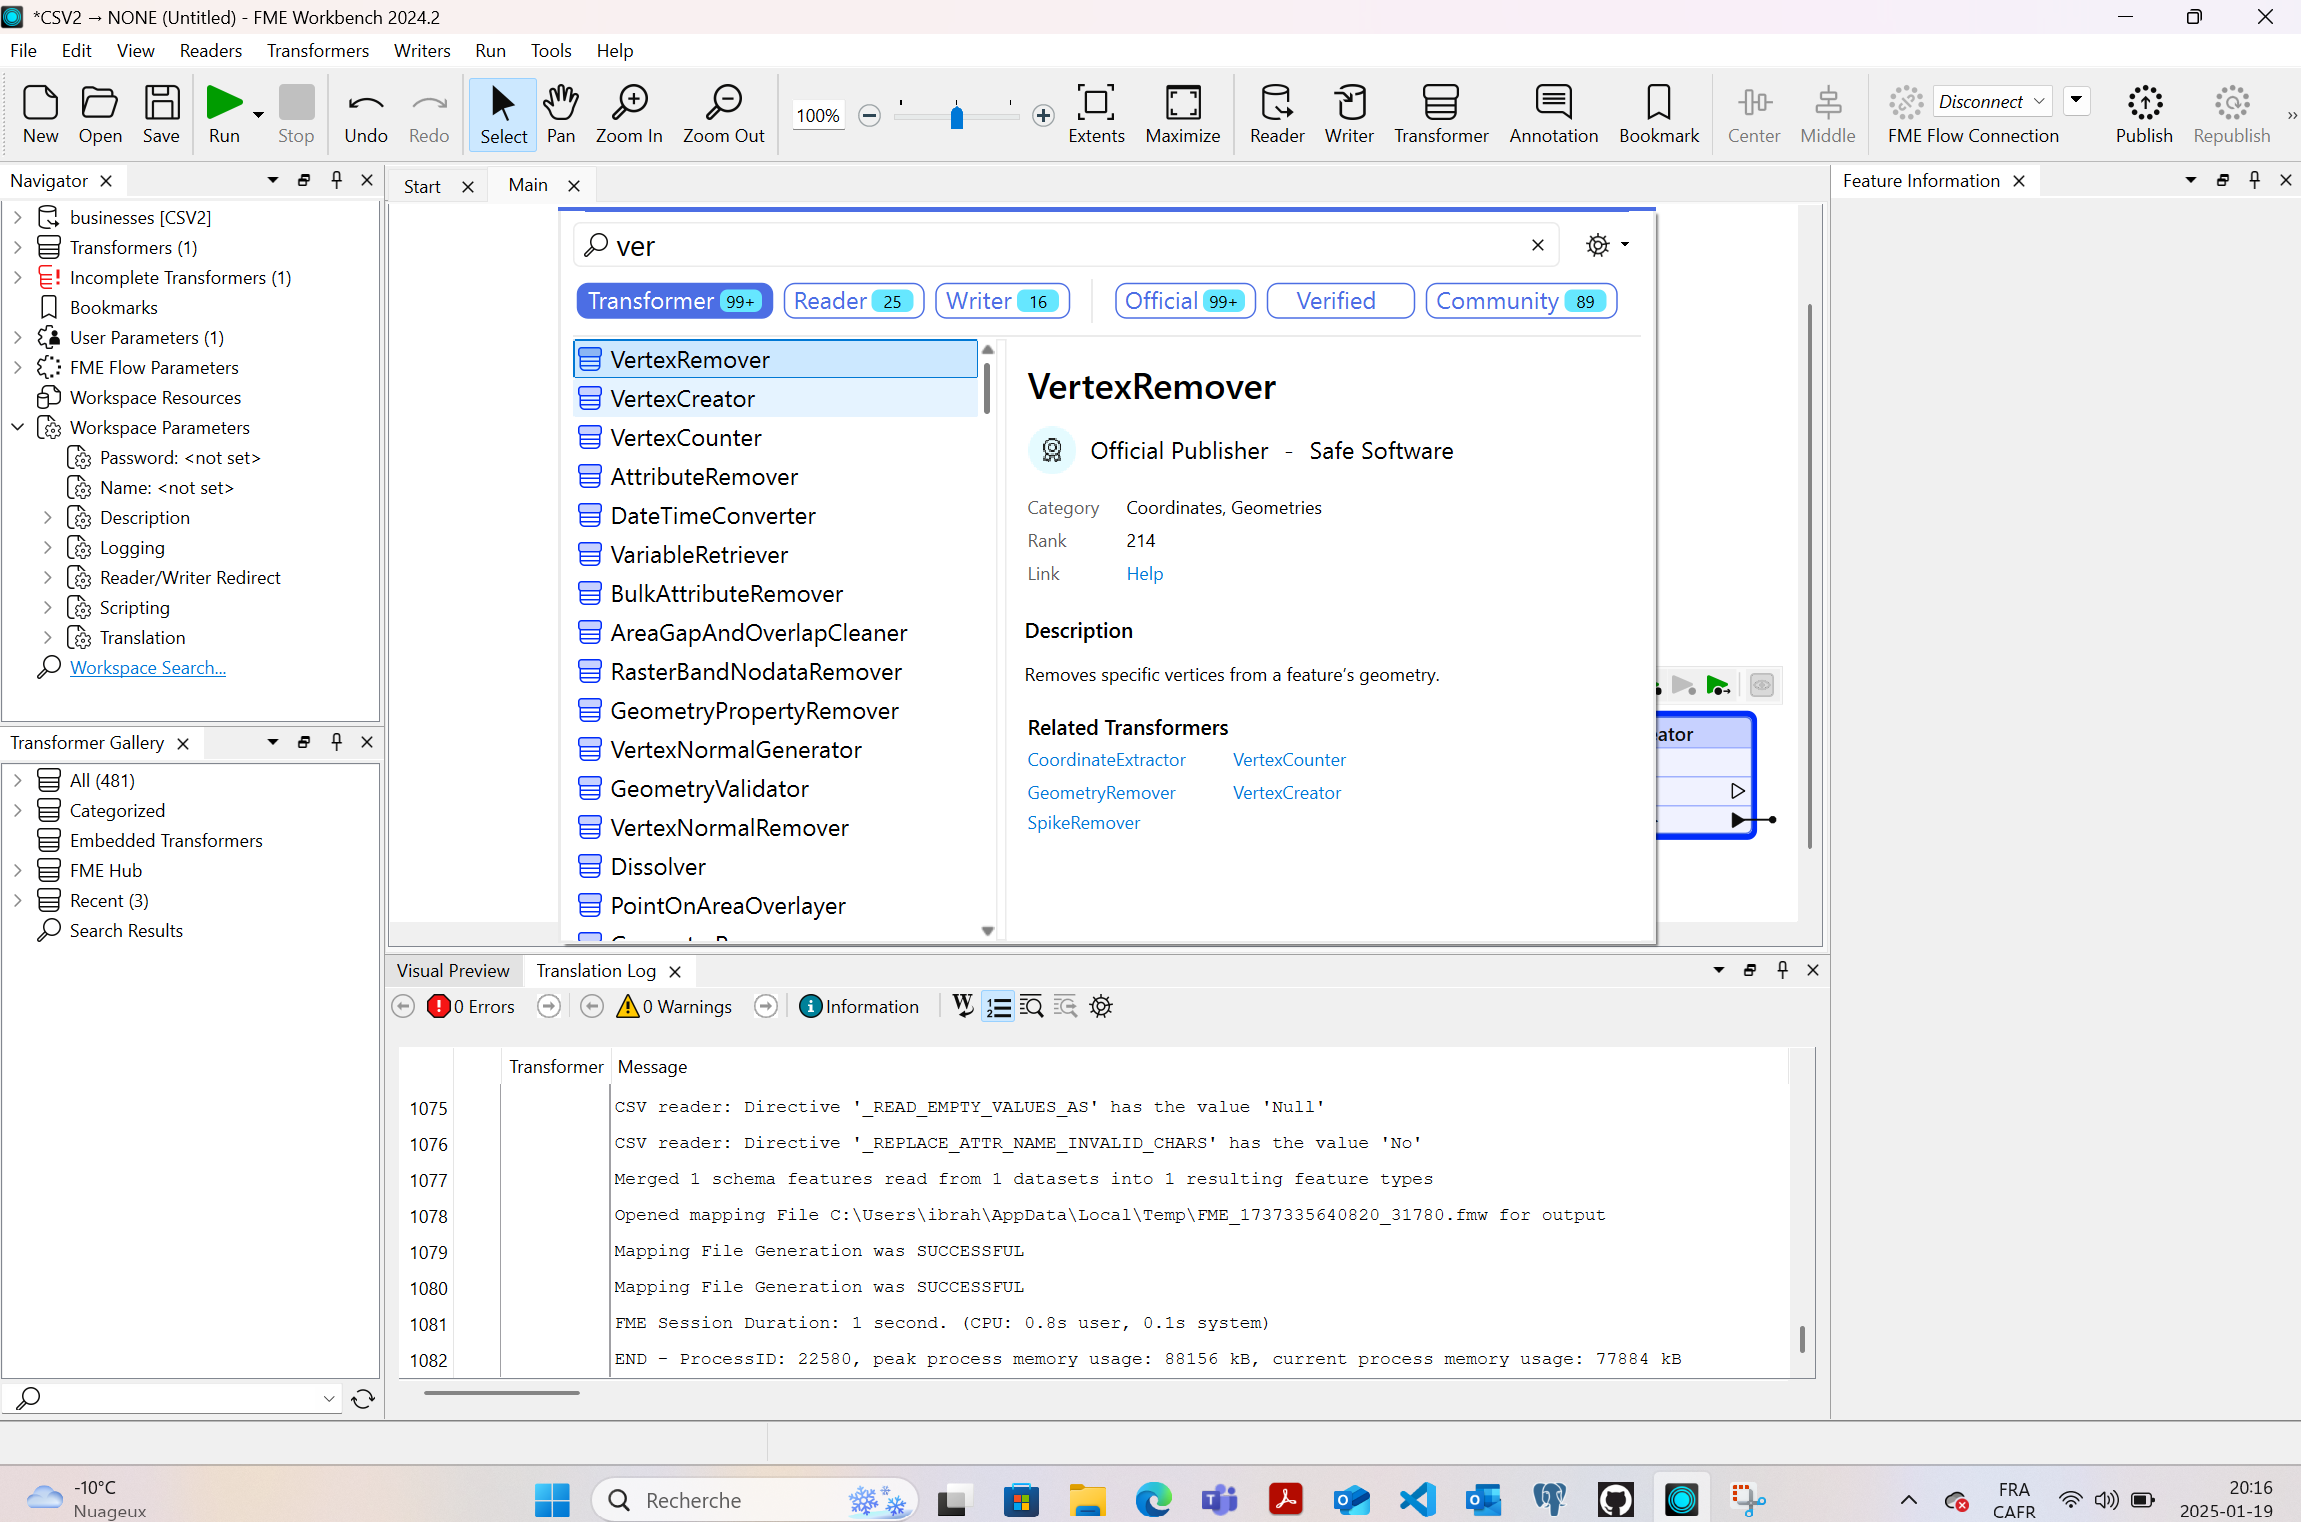 *CSV2 → NONE (Untitled) - FME Workbench 2024.2
File Edit View Readers Transformers Writers Run Tools Help
New Open Save Run Stop Undo Redo Select Pan Zoom In Zoom Out 100% Extents Maximize Reader Writer Transformer Annotation Bookmark Center Middle Disconnect FME Flow Connection Publish Republish »
Navigator
businesses [CSV2]
Transformers (1)
Incomplete Transformers (1)
Bookmarks
User Parameters (1)
FME Flow Parameters
Workspace Resources
Workspace Parameters
Password: <not set>
Name: <not set>
Description
Logging
Reader/Writer Redirect
Scripting
Translation
Workspace Search...
Transformer Gallery
All (481)
Categorized
Embedded Transformers
FME Hub
Recent (3)
Search Results
Start Main
ver
Transformer 99+ Reader 25 Writer 16 Official 99+ Verified Community 89
VertexRemover
VertexCreator
VertexCounter
AttributeRemover
DateTimeConverter
VariableRetriever
BulkAttributeRemover
AreaGapAndOverlapCleaner
RasterBandNodataRemover
GeometryPropertyRemover
VertexNormalGenerator
GeometryValidator
VertexNormalRemover
Dissolver
PointOnAreaOverlayer
VertexRemover
Official Publisher - Safe Software
Category Coordinates, Geometries
Rank 214
Link Help
Description
Removes specific vertices from a feature’s geometry.
Related Transformers
CoordinateExtractor VertexCounter
GeometryRemover VertexCreator
SpikeRemover
ator
Feature Information
Visual Preview Translation Log
0 Errors 0 Warnings Information
Transformer Message
1075 CSV reader: Directive '_READ_EMPTY_VALUES_AS' has the value 'Null'
1076 CSV reader: Directive '_REPLACE_ATTR_NAME_INVALID_CHARS' has the value 'No'
1077 Merged 1 schema features read from 1 datasets into 1 resulting feature types
1078 Opened mapping File C:\Users\ibrah\AppData\Local\Temp\FME_1737335640820_31780.fmw for output
1079 Mapping File Generation was SUCCESSFUL
1080 Mapping File Generation was SUCCESSFUL
1081 FME Session Duration: 1 second. (CPU: 0.8s user, 0.1s system)
1082 END - ProcessID: 22580, peak process memory usage: 88156 kB, current process memory usage: 77884 kB
-10°C
Nuageux
Recherche
FRA
CAFR
20:16
2025-01-19